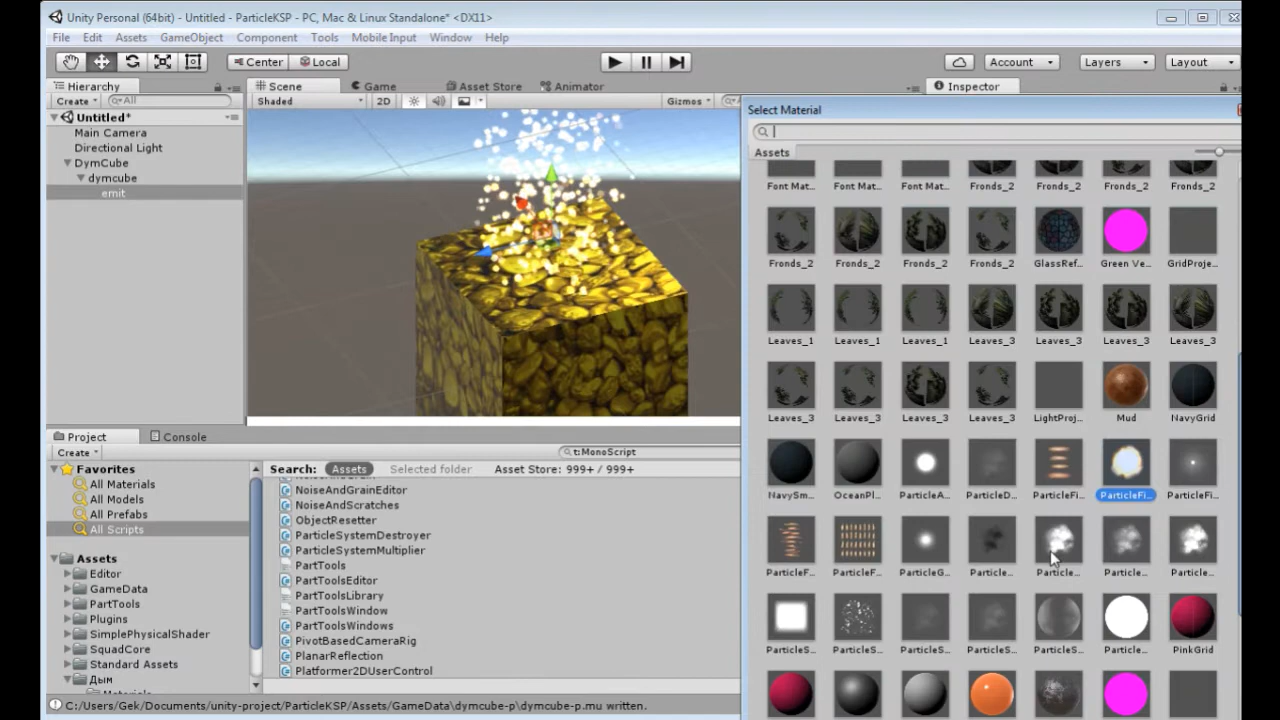 Unity Personal (64bit) - Untitled - ParticleKSP - PC, Mac & Linux Standalone* <DX11>
File Edit Assets GameObject Component Tools Mobile Input Window Help
Center Local Account Layers Layout
Hierarchy Scene Game Asset Store Animator Inspector
Create All Shaded 2D Gizmos Select Material
Untitled*
Main Camera
Directional Light
DymCube
dymcube
emit
Assets
Font Mat... Font Mat... Font Mat... Fronds_2 Fronds_2 Fronds_2 Fronds_2
Fronds_2 Fronds_2 Fronds_2 Fronds_2 GlassRef... Green Ve... GridProje...
Leaves_1 Leaves_1 Leaves_1 Leaves_3 Leaves_3 Leaves_3 Leaves_3
Leaves_3 Leaves_3 Leaves_3 Leaves_3 LightProj... Mud NavyGrid
NavySm... OceanPl... ParticleA... ParticleD... ParticleFi... ParticleFi... ParticleFi...
ParticleF... ParticleF... ParticleG... Particle... Particle... Particle... Particle...
ParticleS... ParticleS... ParticleS... ParticleS... ParticleS... Particle... PinkGrid
Project Console
Create t:MonoScript
Favorites
All Materials
All Models
All Prefabs
All Scripts
Assets
Editor
GameData
PartTools
Plugins
SimplePhysicalShader
SquadCore
Standard Assets
Дым
Search: Assets Selected folder Asset Store: 999+ / 999+
NoiseAndGrainEditor
NoiseAndScratches
ObjectResetter
ParticleSystemDestroyer
ParticleSystemMultiplier
PartTools
PartToolsEditor
PartToolsLibrary
PartToolsWindow
PartToolsWindows
PivotBasedCameraRig
PlanarReflection
Platformer2DUserControl
C:/Users/Gek/Documents/unity-project/ParticleKSP/Assets/GameData\dymcube-p\dymcube-p.mu written.